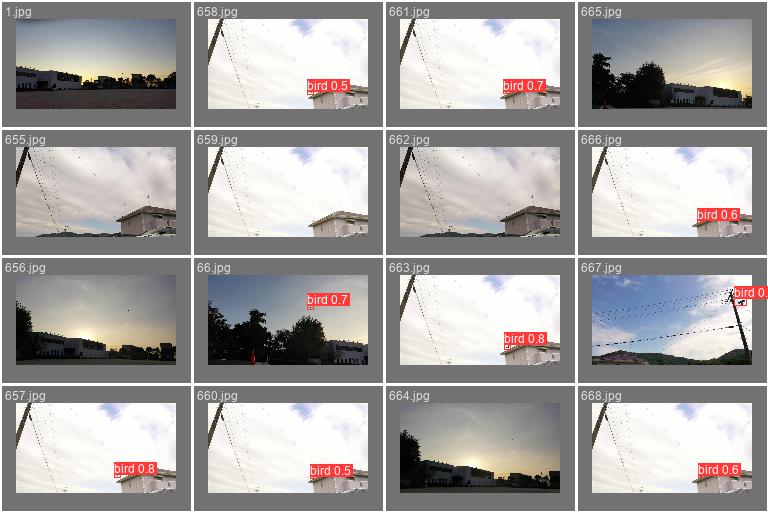 1.jpg
658.jpg
bird 0.5
661.jpg
bird 0.7
665.jpg
655.jpg
659.jpg
662.jpg
666.jpg
bird 0.6
656.jpg
66.jpg
bird 0.7
663.jpg
bird 0.8
667.jpg
bird 0.
657.jpg
bird 0.8
660.jpg
bird 0.5
664.jpg
668.jpg
bird 0.6